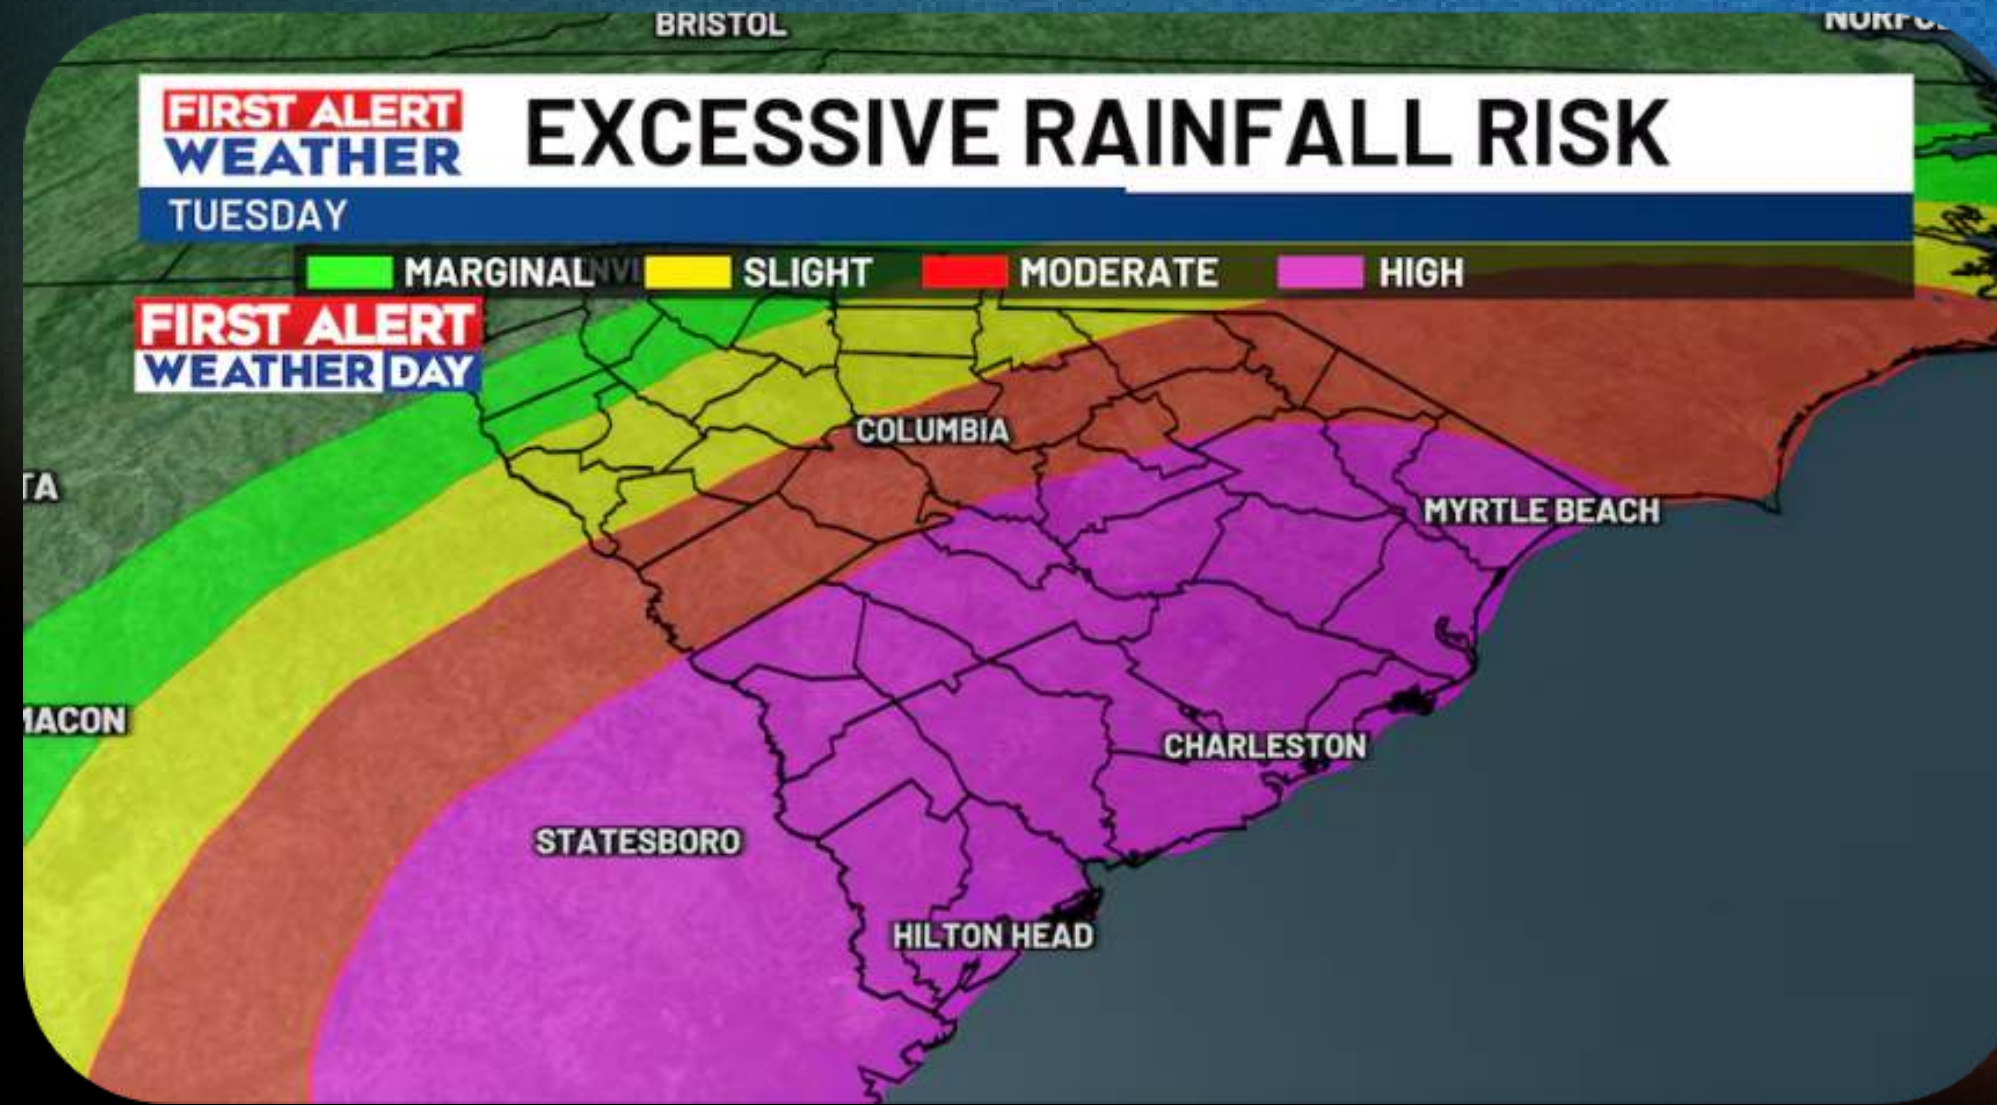 BRISTOL
FIRST ALERT
WEATHER
EXCESSIVE RAINFALL RISK
TUESDAY
MARGINAL SLIGHT MODERATE HIGH
FIRST ALERT
WEATHER DAY
COLUMBIA
MYRTLE BEACH
CHARLESTON
STATESBORO
HILTON HEAD